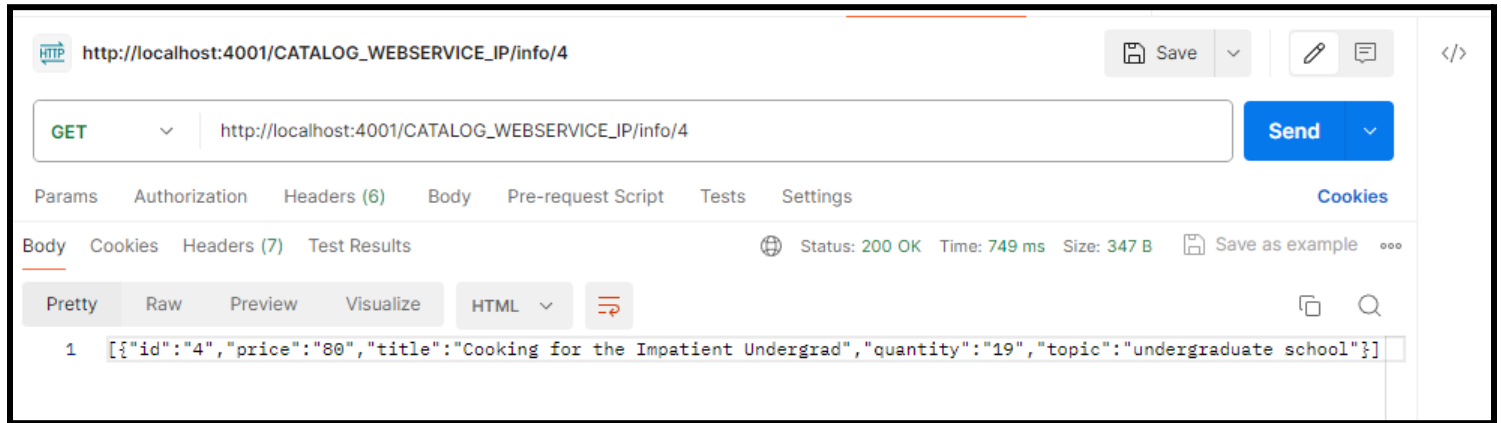 HTTP http://localhost:4001/CATALOG_WEBSERVICE_IP/info/4 Save </>
GET http://localhost:4001/CATALOG_WEBSERVICE_IP/info/4 Send
Params Authorization Headers (6) Body Pre-request Script Tests Settings Cookies
Body Cookies Headers (7) Test Results Status: 200 OK Time: 749 ms Size: 347 B Save as example
Pretty Raw Preview Visualize HTML
1 [{"id":"4","price":"80","title":"Cooking for the Impatient Undergrad","quantity":"19","topic":"undergraduate school"}]